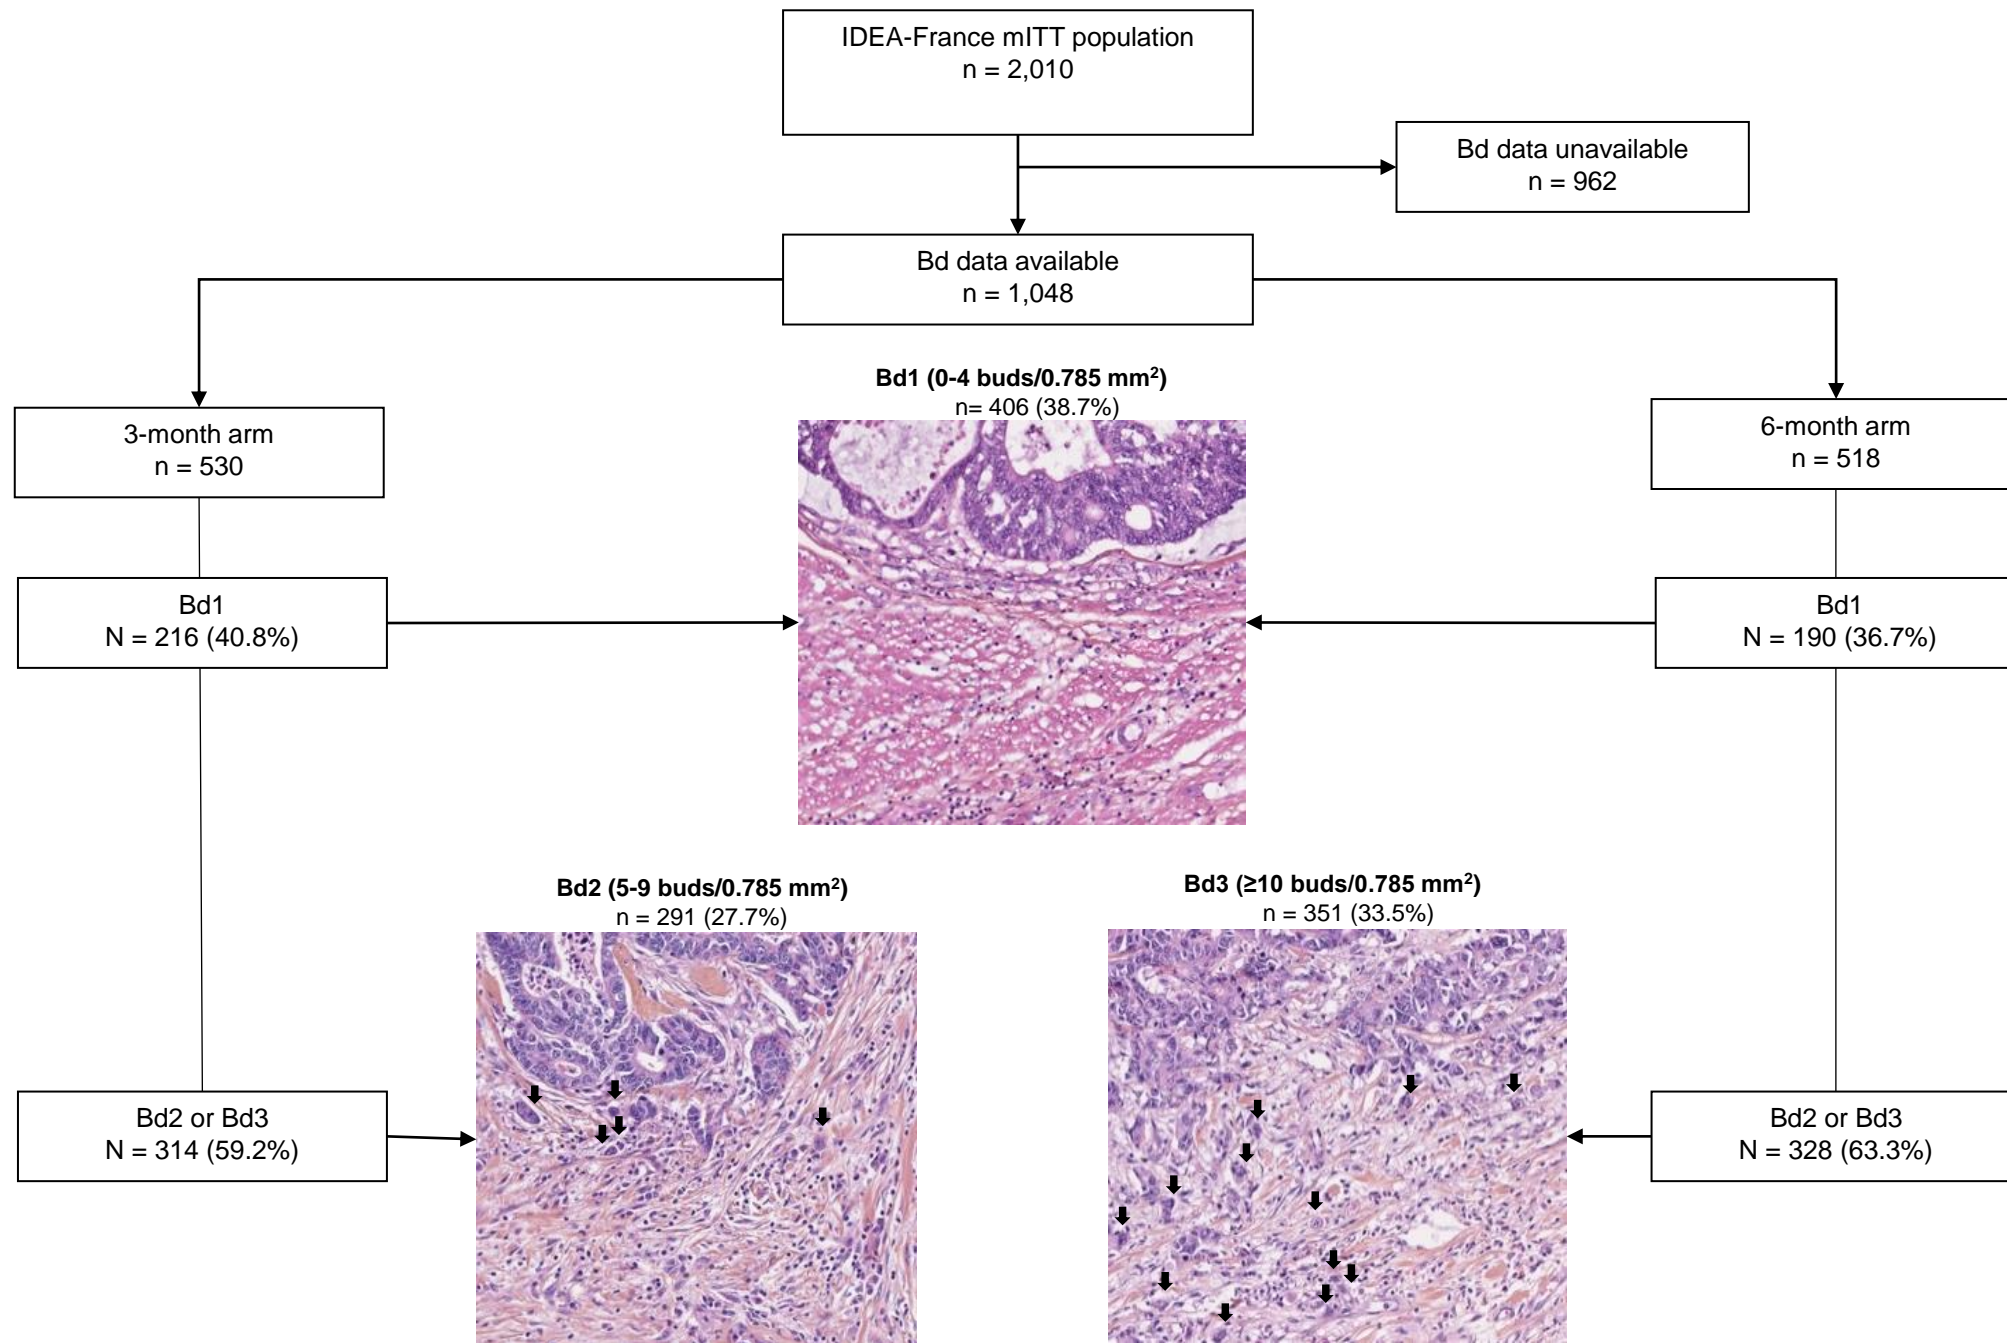 IDEA-France mITT population
n = 2,010
Bd data unavailable
n = 962
Bd data available
n = 1,048
3-month arm
n = 530
6-month arm
n = 518
Bd1 (0-4 buds/0.785 mm²)
n= 406 (38.7%)
Bd1
N = 216 (40.8%)
Bd1
N = 190 (36.7%)
Bd2 (5-9 buds/0.785 mm²)
n = 291 (27.7%)
Bd3 (≥10 buds/0.785 mm²)
n = 351 (33.5%)
Bd2 or Bd3
N = 314 (59.2%)
Bd2 or Bd3
N = 328 (63.3%)